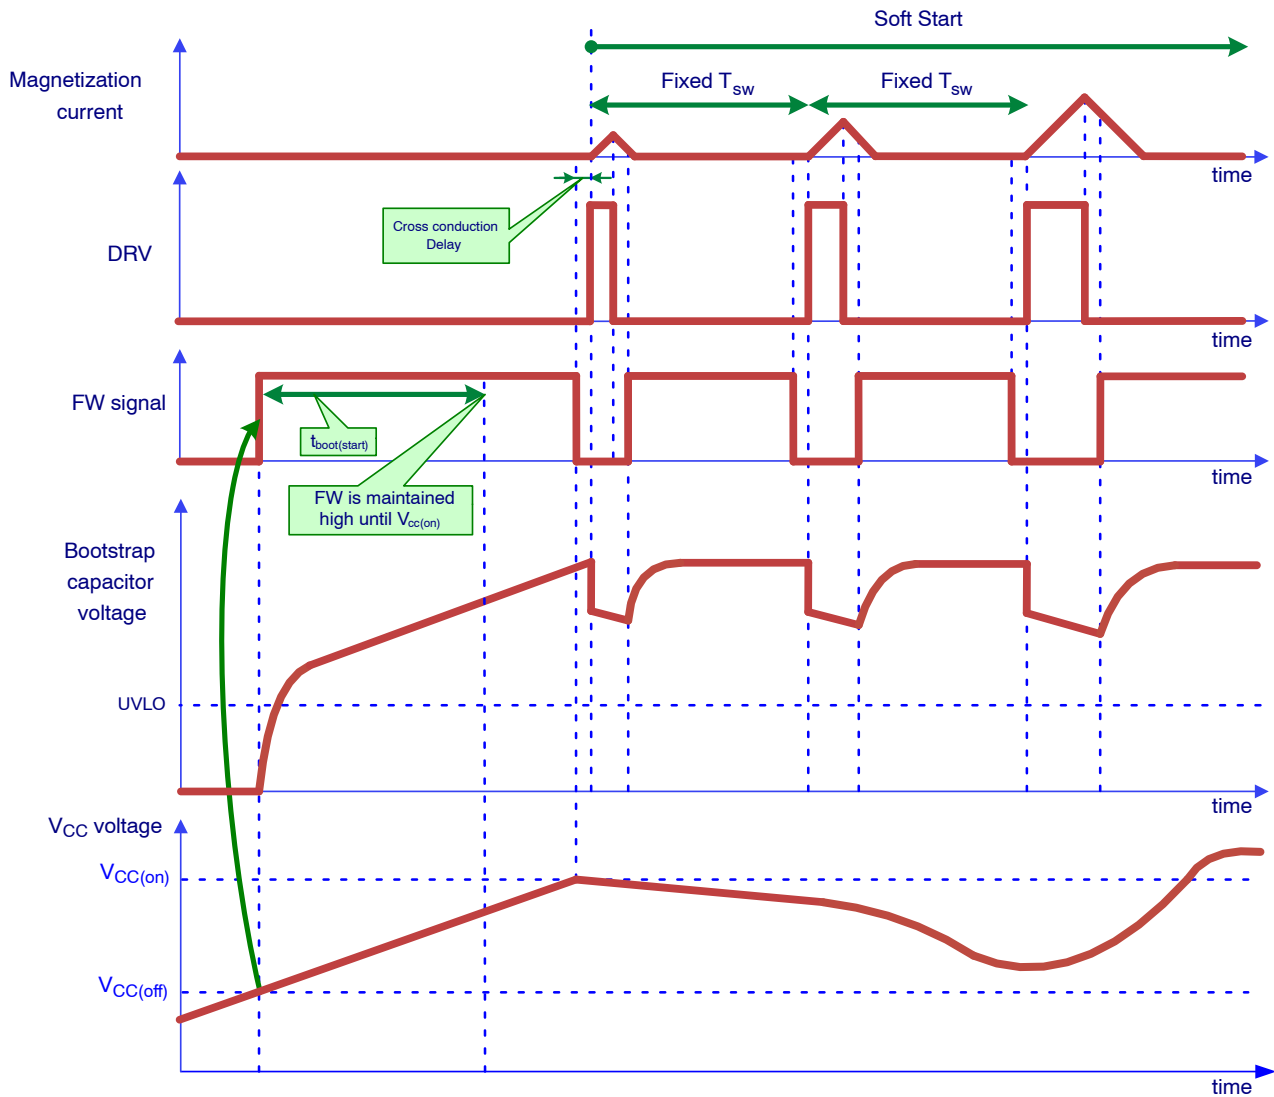 Soft Start
Magnetization
current
Fixed Tsw
Fixed Tsw
time
Cross conduction
Delay
DRV
time
FW signal
tboot(start)
time
FW is maintained
high until Vcc(on)
Bootstrap
capacitor
voltage
UVLO
time
VCC voltage
VCC(on)
VCC(off)
time